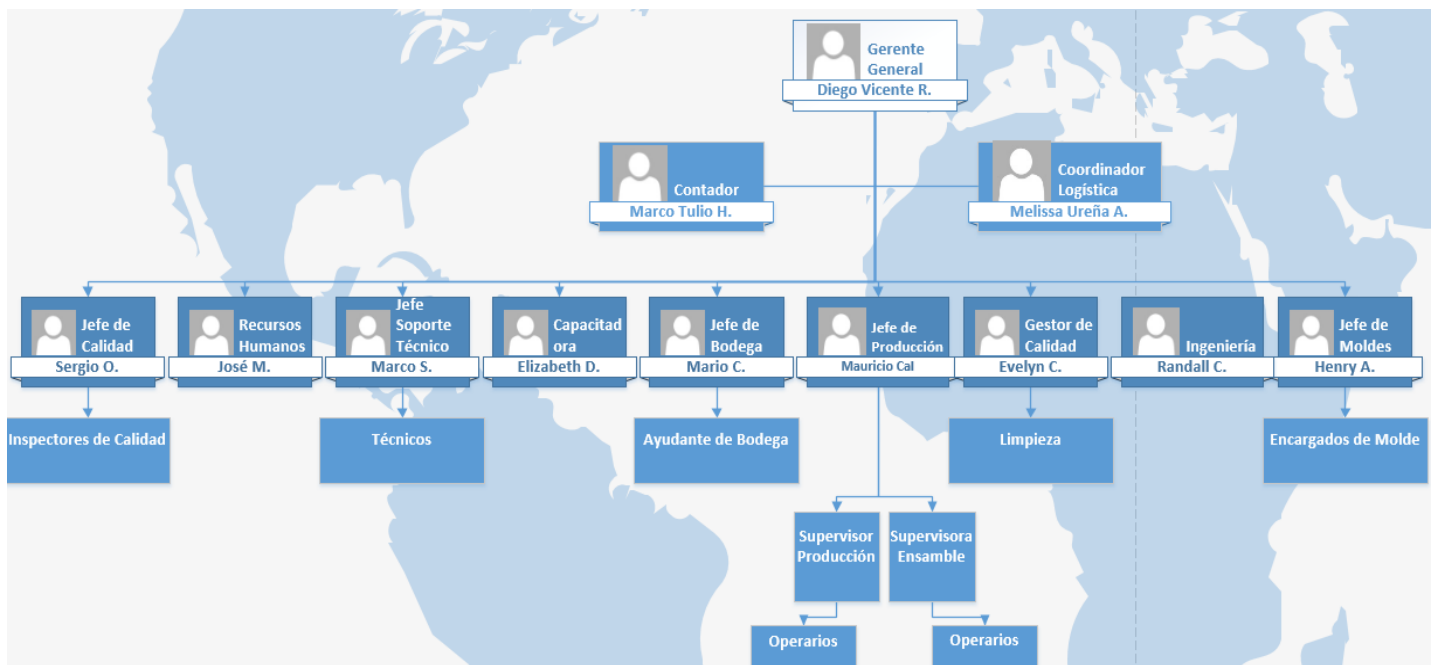 Gerente
General
Diego Vicente R.
Contador
Marco Tulio H.
Coordinador
Logística
Melissa Ureña A.
Jefe de
Calidad
Sergio O.
Recursos
Humanos
José M.
Jefe
Soporte
Técnico
Marco S.
Capacitad
ora
Elizabeth D.
Jefe de
Bodega
Mario C.
Jefe de
Producción
Mauricio Cal
Gestor de
Calidad
Evelyn C.
Ingeniería
Randall C.
Jefe de
Moldes
Henry A.
Inspectores de Calidad
Técnicos
Ayudante de Bodega
Limpieza
Encargados de Molde
Supervisor
Producción
Supervisora
Ensamble
Operarios
Operarios